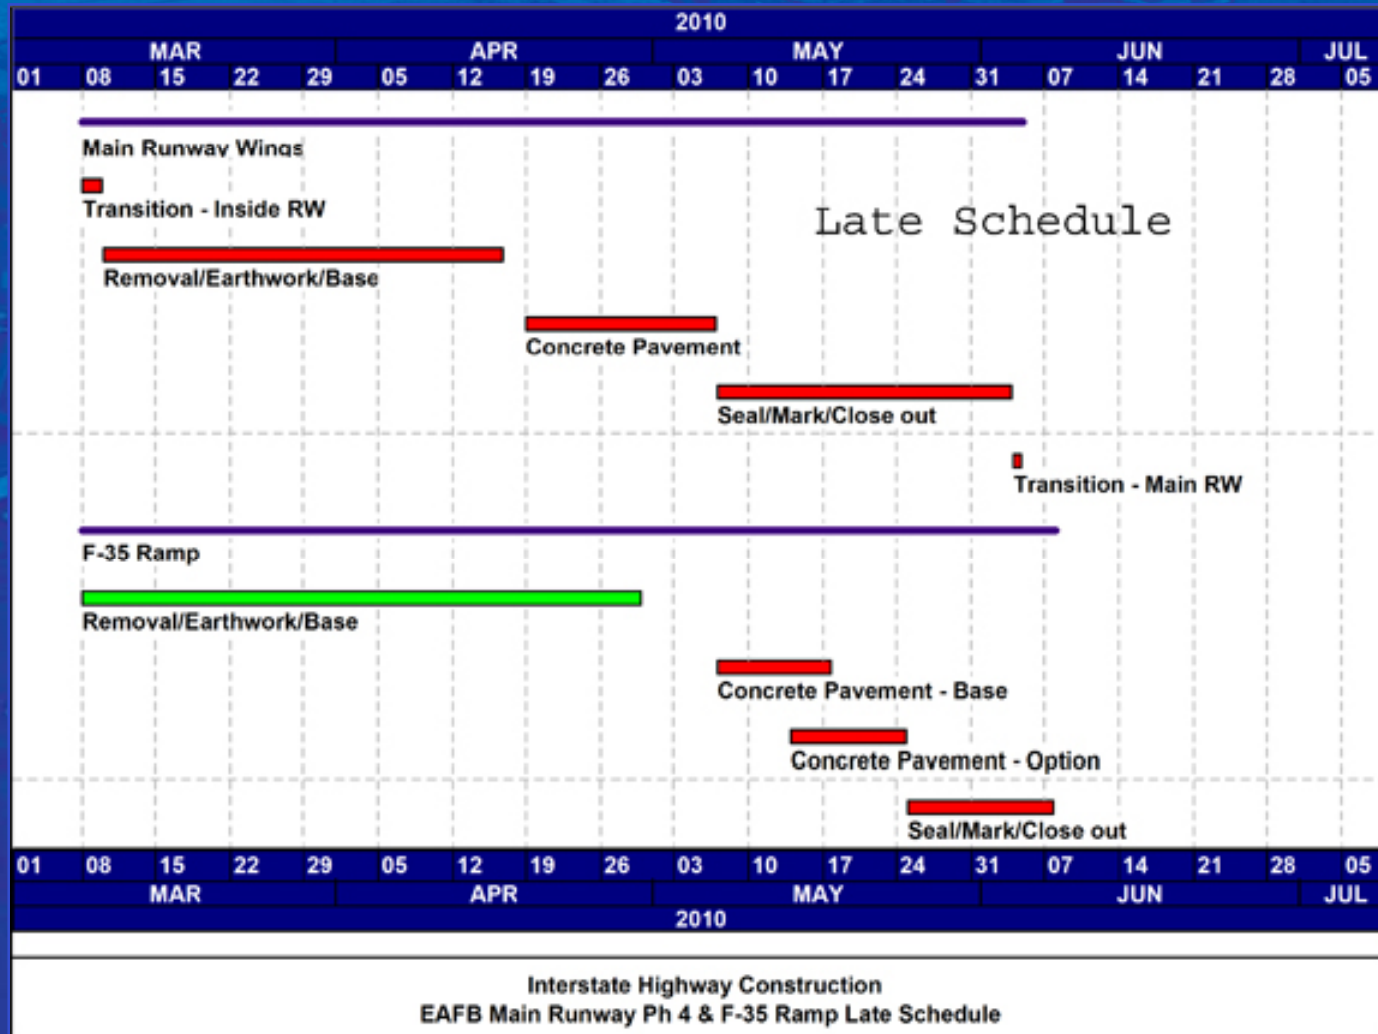 2010
MAR APR MAY JUN JUL
01 08 15 22 29 05 12 19 26 03 10 17 24 31 07 14 21 28 05
Main Runway Wings
Transition - Inside RW
Late Schedule
Removal/Earthwork/Base
Concrete Pavement
Seal/Mark/Close out
Transition - Main RW
F-35 Ramp
Removal/Earthwork/Base
Concrete Pavement - Base
Concrete Pavement - Option
Seal/Mark/Close out
01 08 15 22 29 05 12 19 26 03 10 17 24 31 07 14 21 28 05
MAR APR MAY JUN JUL
2010
Interstate Highway Construction
EAFB Main Runway Ph 4 & F-35 Ramp Late Schedule